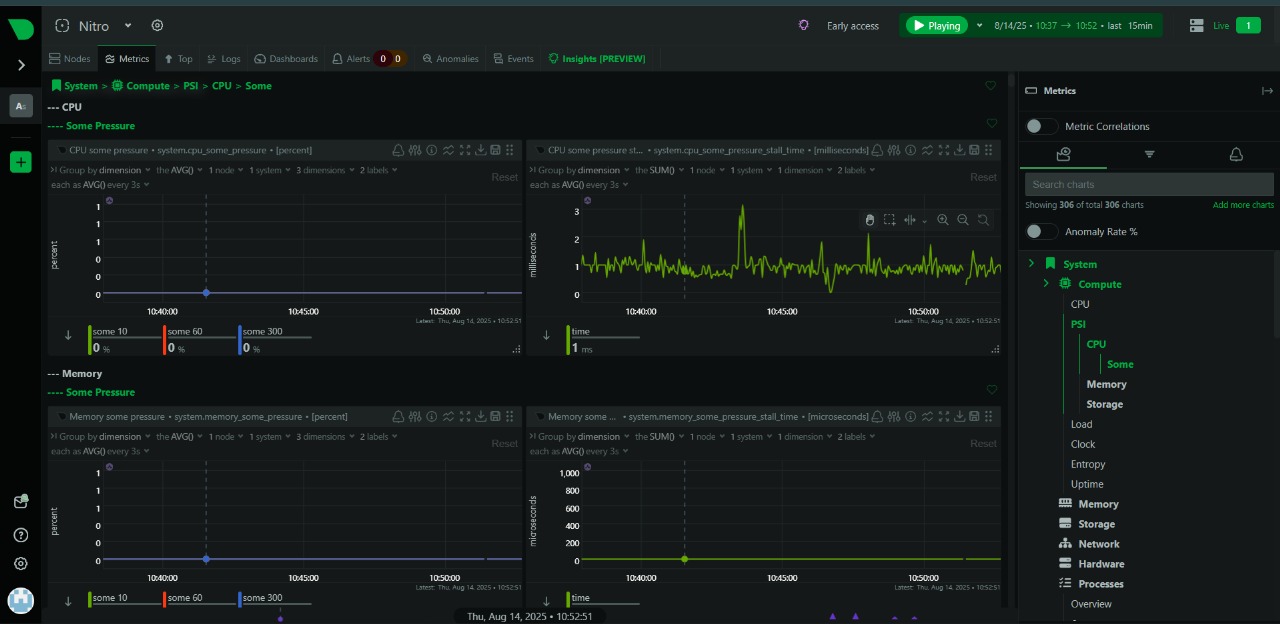 Nitro
Early access
Playing
8/14/25 • 10:37 → 10:52 • last 15min
Live 1
Nodes Metrics Top Logs Dashboards Alerts 0 0 Anomalies Events Insights [PREVIEW]
System > Compute > PSI > CPU > Some
--- CPU
---- Some Pressure
CPU some pressure • system.cpu_some_pressure • [percent]
Group by dimension the AVG() 1 node 1 system 3 dimensions 2 labels
each as AVG() every 3s
Reset
percent
1
1
1
0
0
0
10:40:00 10:45:00 10:50:00
Latest: Thu, Aug 14, 2025 • 10:52:51
some 10 some 60 some 300
0 % 0 % 0 %
CPU some pressure st... • system.cpu_some_pressure_stall_time • [milliseconds]
Group by dimension the SUM() 1 node 1 system 1 dimension 2 labels
each as AVG() every 3s
Reset
milliseconds
3
2
1
0
10:40:00 10:45:00 10:50:00
Latest: Thu, Aug 14, 2025 • 10:52:51
time
1 ms
--- Memory
---- Some Pressure
Memory some pressure • system.memory_some_pressure • [percent]
Group by dimension the AVG() 1 node 1 system 3 dimensions 2 labels
each as AVG() every 3s
Reset
percent
1
1
1
0
0
0
10:40:00 10:45:00 10:50:00
Latest: Thu, Aug 14, 2025 • 10:52:51
some 10 some 60 some 300
Memory some ... • system.memory_some_pressure_stall_time • [microseconds]
Group by dimension the SUM() 1 node 1 system 1 dimension 2 labels
each as AVG() every 3s
Reset
microseconds
1,000
800
600
400
200
0
10:40:00 10:45:00 10:50:00
Latest: Thu, Aug 14, 2025 • 10:52:51
time
Thu, Aug 14, 2025 • 10:52:51
Metrics
Metric Correlations
Search charts
Showing 306 of total 306 charts
Add more charts
Anomaly Rate %
System
Compute
CPU
PSI
CPU
Some
Memory
Storage
Load
Clock
Entropy
Uptime
Memory
Storage
Network
Hardware
Processes
Overview